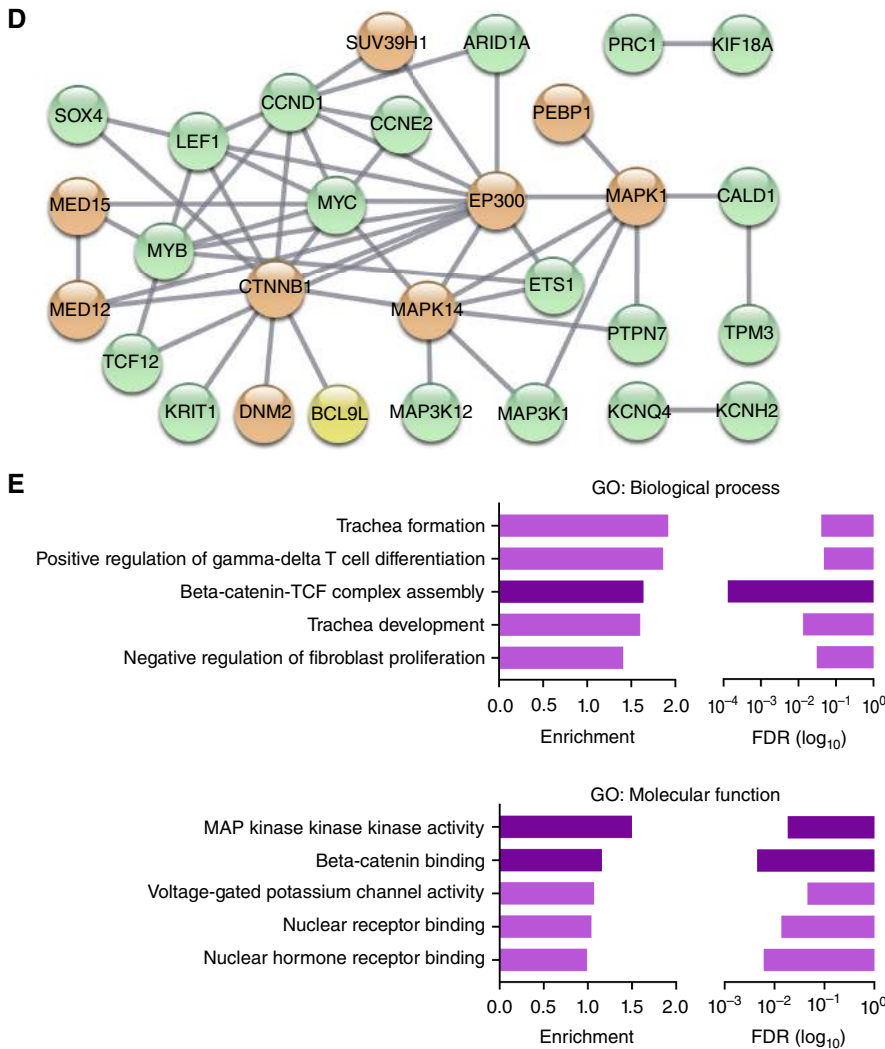 D
SUV39H1 ARID1A PRC1 KIF18A
SOX4 CCND1 PEBP1
LEF1 CCNE2
MED15 MYC EP300 MAPK1 CALD1
MYB
CTNNB1 ETS1
MED12 MAPK14
TCF12 PTPN7 TPM3
KRIT1 DNM2 BCL9L MAP3K12 MAP3K1 KCNQ4 KCNH2
E
GO: Biological process
Trachea formation
Positive regulation of gamma-delta T cell differentiation
Beta-catenin-TCF complex assembly
Trachea development
Negative regulation of fibroblast proliferation
0.0 0.5 1.0 1.5 2.0 10⁻⁴ 10⁻³ 10⁻² 10⁻¹ 10⁰
Enrichment FDR (log₁₀)
GO: Molecular function
MAP kinase kinase kinase activity
Beta-catenin binding
Voltage-gated potassium channel activity
Nuclear receptor binding
Nuclear hormone receptor binding
0.0 0.5 1.0 1.5 2.0 10⁻³ 10⁻² 10⁻¹ 10⁰
Enrichment FDR (log₁₀)